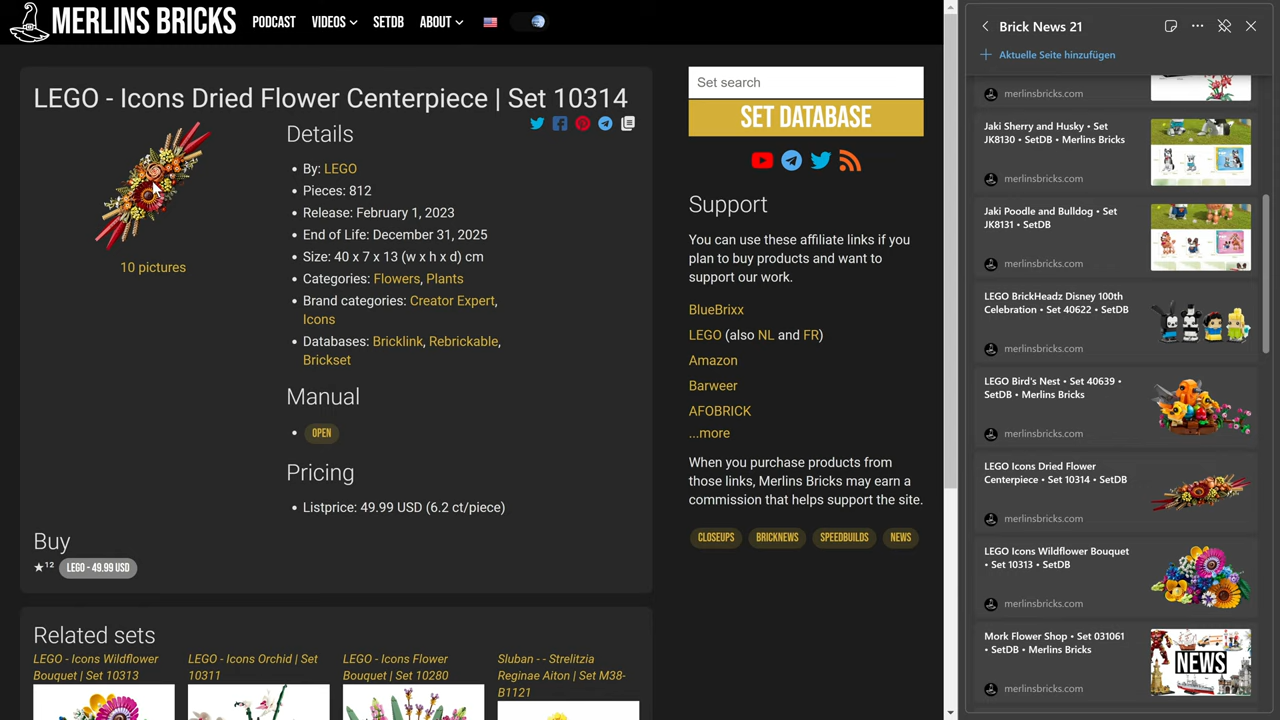 MERLINS BRICKS
PODCAST
VIDEOS
SETDB
ABOUT
LEGO - Icons Dried Flower Centerpiece | Set 10314
10 pictures
Details
By: LEGO
Pieces: 812
Release: February 1, 2023
End of Life: December 31, 2025
Size: 40 x 7 x 13 (w x h x d) cm
Categories: Flowers, Plants
Brand categories: Creator Expert,
Icons
Databases: Bricklink, Rebrickable,
Brickset
Manual
OPEN
Pricing
Listprice: 49.99 USD (6.2 ct/piece)
Buy
★12 LEGO - 49.99 USD
Related sets
LEGO - Icons Wildflower
Bouquet | Set 10313
LEGO - Icons Orchid | Set
10311
LEGO - Icons Flower
Bouquet | Set 10280
Sluban - - Strelitzia
Reginae Aiton | Set M38-
B1121
Set search
SET DATABASE
Support
You can use these affiliate links if you
plan to buy products and want to
support our work.
BlueBrixx
LEGO (also NL and FR)
Amazon
Barweer
AFOBRICK
...more
When you purchase products from
those links, Merlins Bricks may earn a
commission that helps support the site.
CLOSEUPS
BRICKNEWS
SPEEDBUILDS
NEWS
Brick News 21
Aktuelle Seite hinzufügen
merlinsbricks.com
Jaki Sherry and Husky • Set
JK8130 • SetDB • Merlins Bricks
merlinsbricks.com
Jaki Poodle and Bulldog • Set
JK8131 • SetDB
merlinsbricks.com
LEGO BrickHeadz Disney 100th
Celebration • Set 40622 • SetDB
merlinsbricks.com
LEGO Bird's Nest • Set 40639 •
SetDB • Merlins Bricks
merlinsbricks.com
LEGO Icons Dried Flower
Centerpiece • Set 10314 • SetDB
merlinsbricks.com
LEGO Icons Wildflower Bouquet
• Set 10313 • SetDB
merlinsbricks.com
Mork Flower Shop • Set 031061
• SetDB • Merlins Bricks
merlinsbricks.com
NEWS